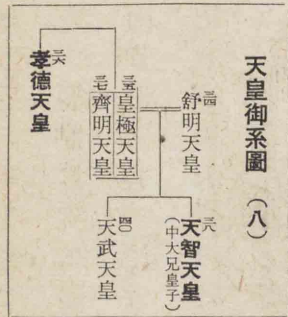 天皇御系圖(八)
三四
舒明天皇
三五
皇極天皇
三七
齊明天皇
三六
孝德天皇
三八
天智天皇
(中大兄皇子)
四〇
天武天皇